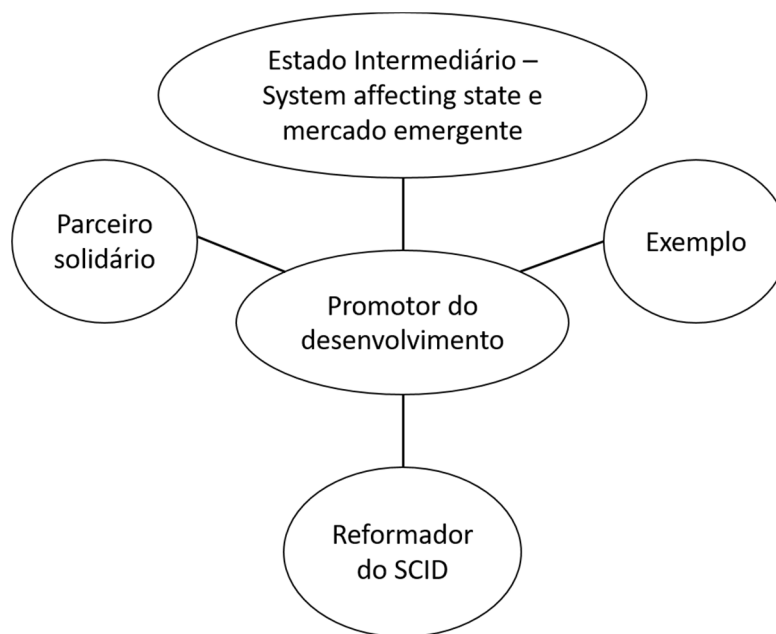 Estado Intermediário –
System affecting state e
mercado emergente
Parceiro
solidário
Exemplo
Promotor do
desenvolvimento
Reformador
do SCID